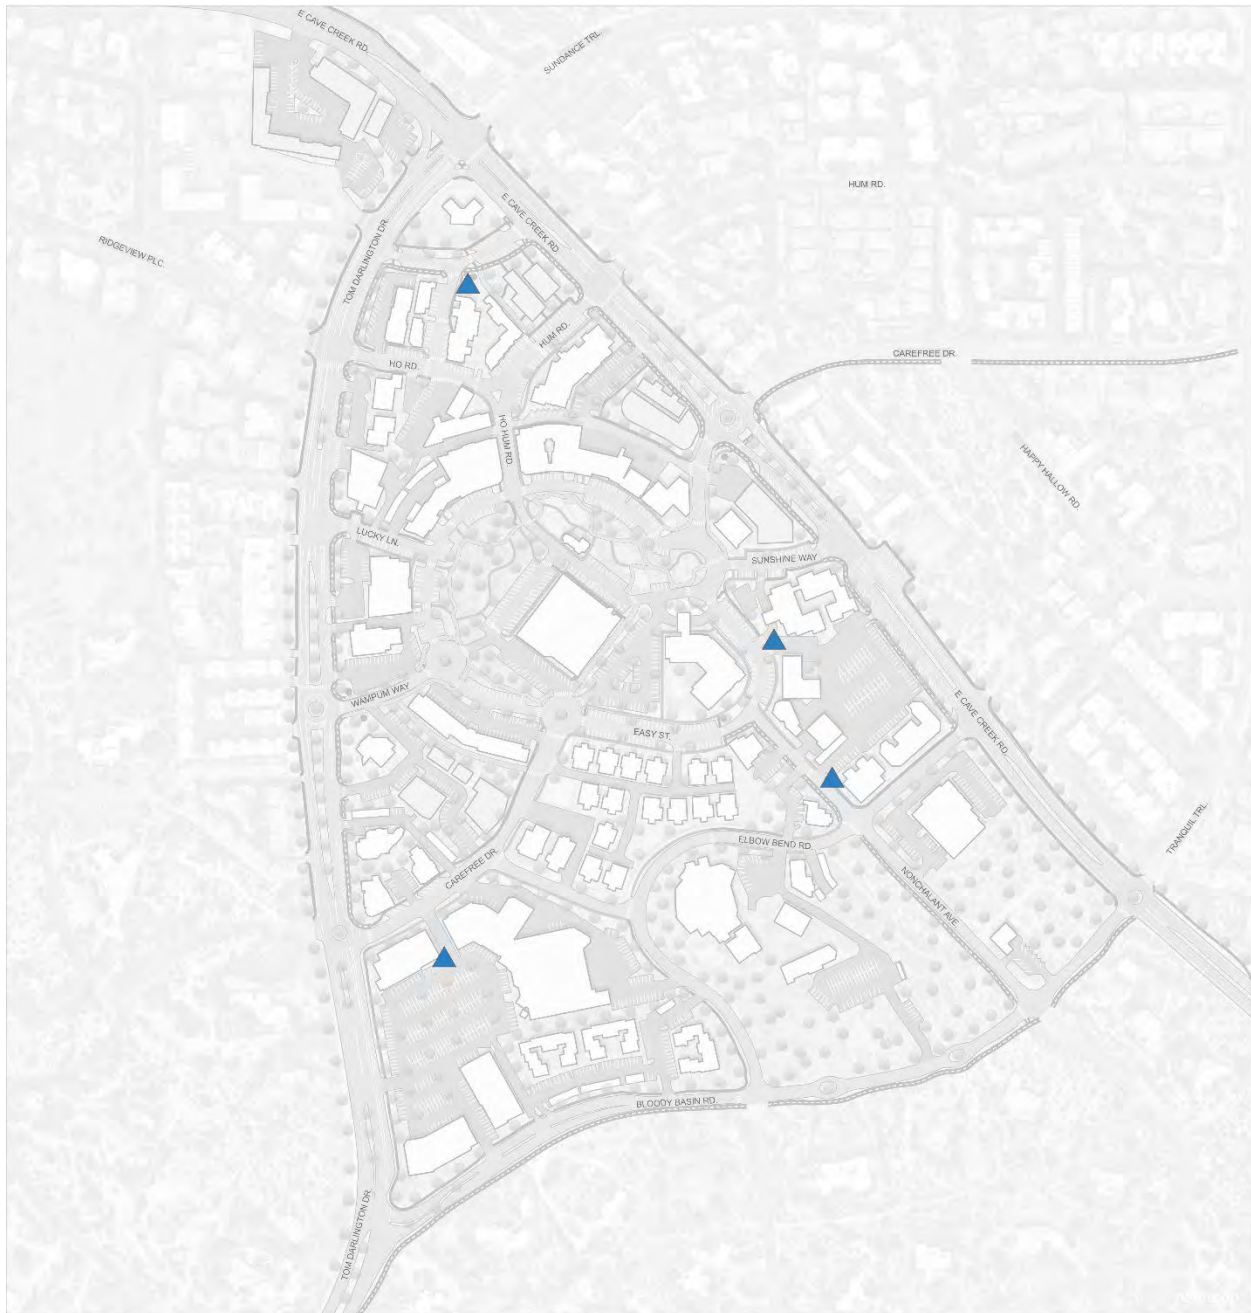 E CAVE CREEK RD.
SUNDANCE TRL.
HUM RD.
E CAVE CREEK RD.
RIDGEVIEW PLC.
TOM DARLINGTON DR.
HUM RD.
CAREFREE DR.
HO RD.
HO HUM RD.
HAPPY HALLOW RD.
LUCKY LN.
SUNSHINE WAY
WAMPUM WAY
E CAVE CREEK RD.
EASY ST.
TRANQUIL TRL.
ELBOW BEND RD.
CAREFREE DR.
NONCHALANT AVE
BLOODY BASIN RD.
TOM DARLINGTON DR.